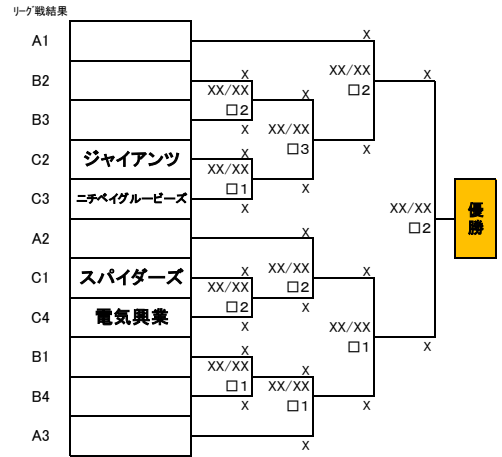 リーグ戦結果
A1
B2
B3
C2 ジャイアンツ
C3 ニチベイグルービーズ
A2
C1 スパイダーズ
C4 電気興業
B1
B4
A3
X
XX/XX
□2
X
X
XX/XX
□1
X
X
XX/XX
□2
X
X
XX/XX
□1
X
X
XX/XX
□3
X
X
XX/XX
□2
X
X
XX/XX
□1
X
X
XX/XX
□2
X
X
XX/XX
□1
X
X
XX/XX
□2
X
優勝